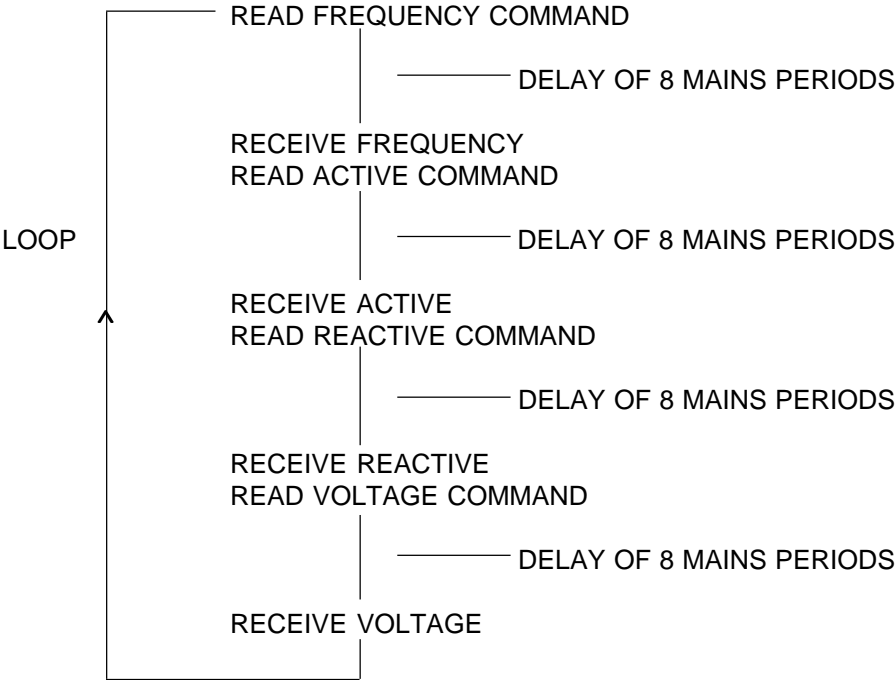 READ FREQUENCY COMMAND
DELAY OF 8 MAINS PERIODS
RECEIVE FREQUENCY
READ ACTIVE COMMAND
LOOP
DELAY OF 8 MAINS PERIODS
RECEIVE ACTIVE
READ REACTIVE COMMAND
DELAY OF 8 MAINS PERIODS
RECEIVE REACTIVE
READ VOLTAGE COMMAND
DELAY OF 8 MAINS PERIODS
RECEIVE VOLTAGE